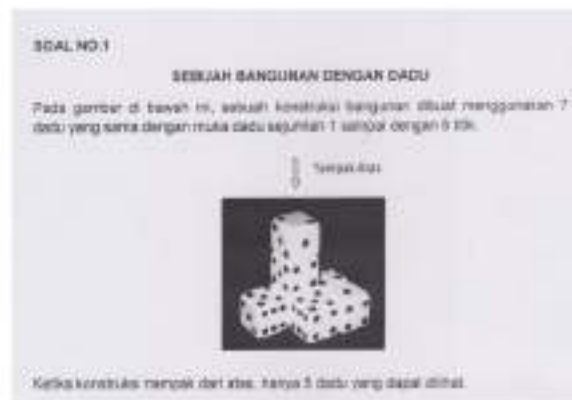 SOAL NO.1
SEBUAH BANGUNAN DENGAN DADU
Pada gambar di bawah ini, sebuah konstruksi bangunan dibuat menggunakan 7
dadu yang sama dengan muka dadu sejumlah 1 sampai dengan 6 titik.
Tampak Atas
Ketika konstruksi nampak dari atas, hanya 5 dadu yang dapat dilihat.